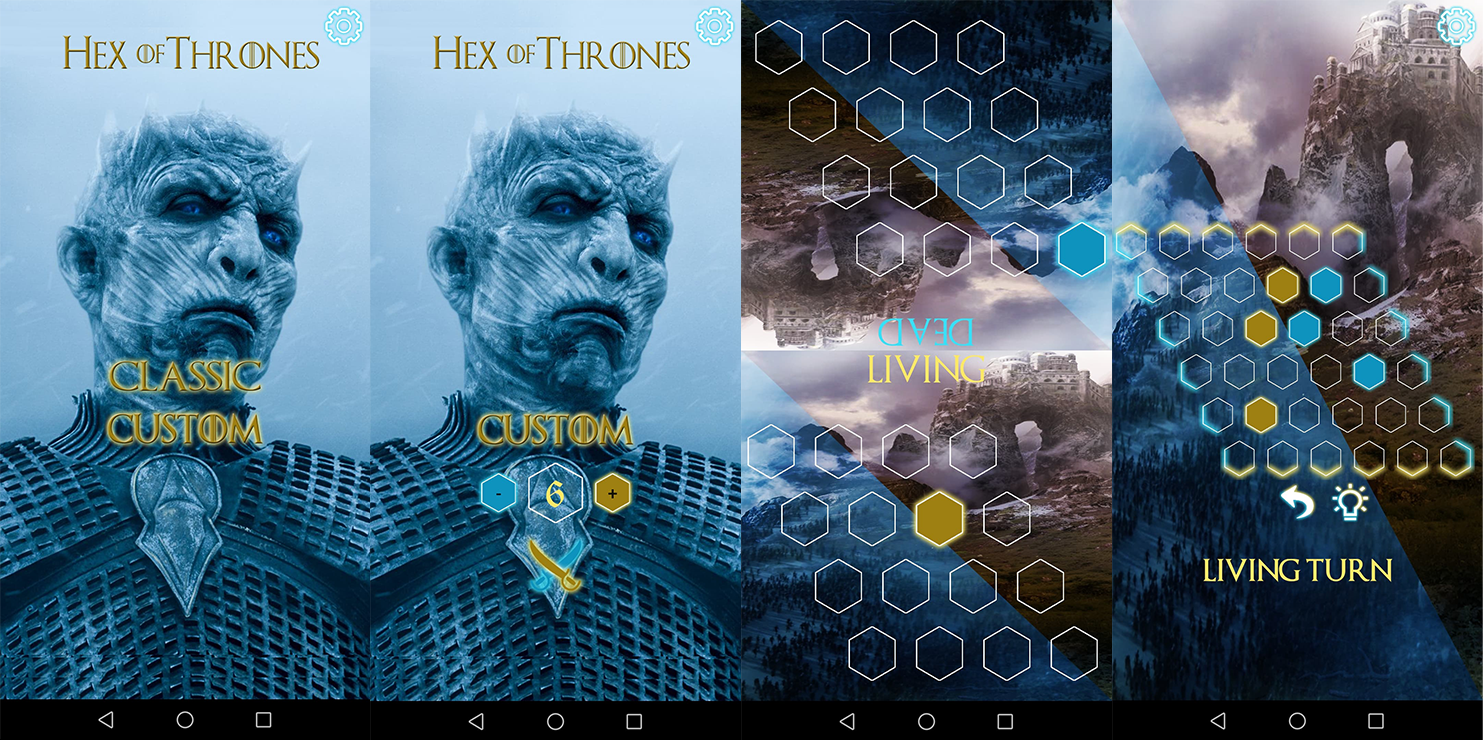 HEX OF THRONES
CLASSIC
CUSTOM
HEX OF THRONES
CUSTOM
- 6 +
DEAD
LIVING
LIVING TURN